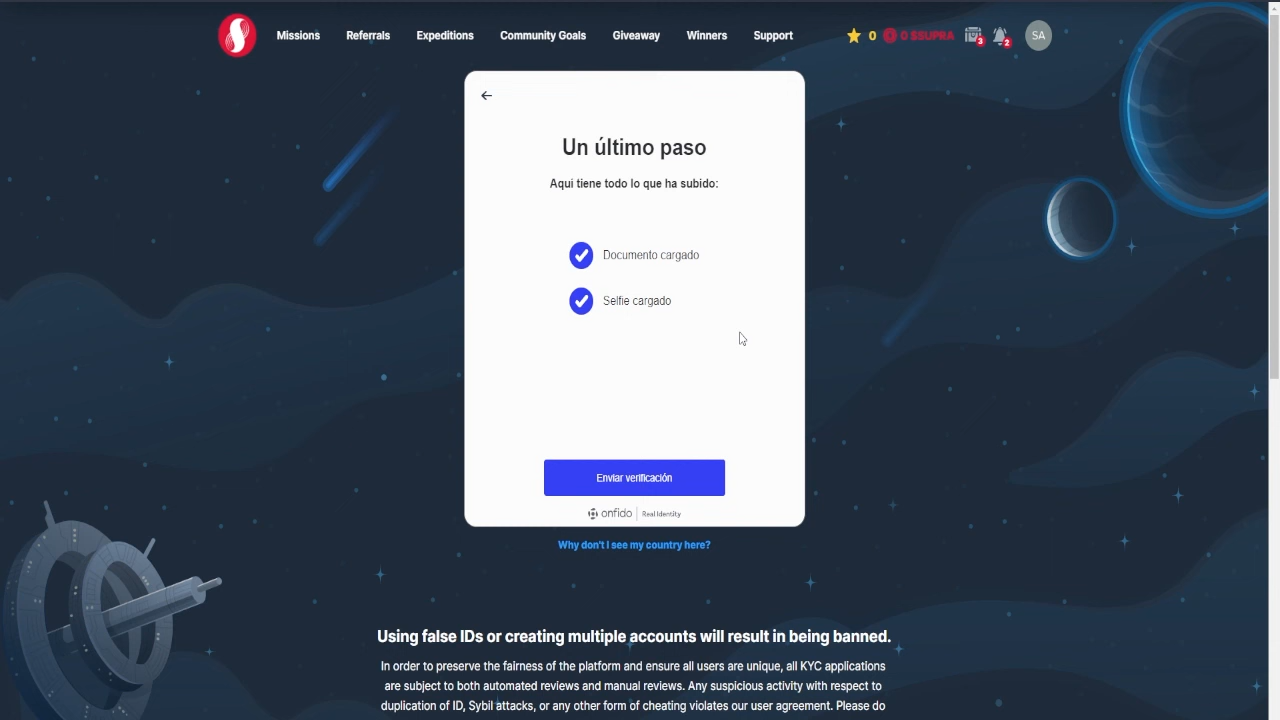 Missions Referrals Expeditions Community Goals Giveaway Winners Support 0 0 $SUPRA 3 2 SA
Un último paso
Aqui tiene todo lo que ha subido:
Documento cargado
Selfie cargado
Enviar verificación
onfido Real Identity
Why don't I see my country here?
Using false IDs or creating multiple accounts will result in being banned.
In order to preserve the fairness of the platform and ensure all users are unique, all KYC applications
are subject to both automated reviews and manual reviews. Any suspicious activity with respect to
duplication of ID, Sybil attacks, or any other form of cheating violates our user agreement. Please do